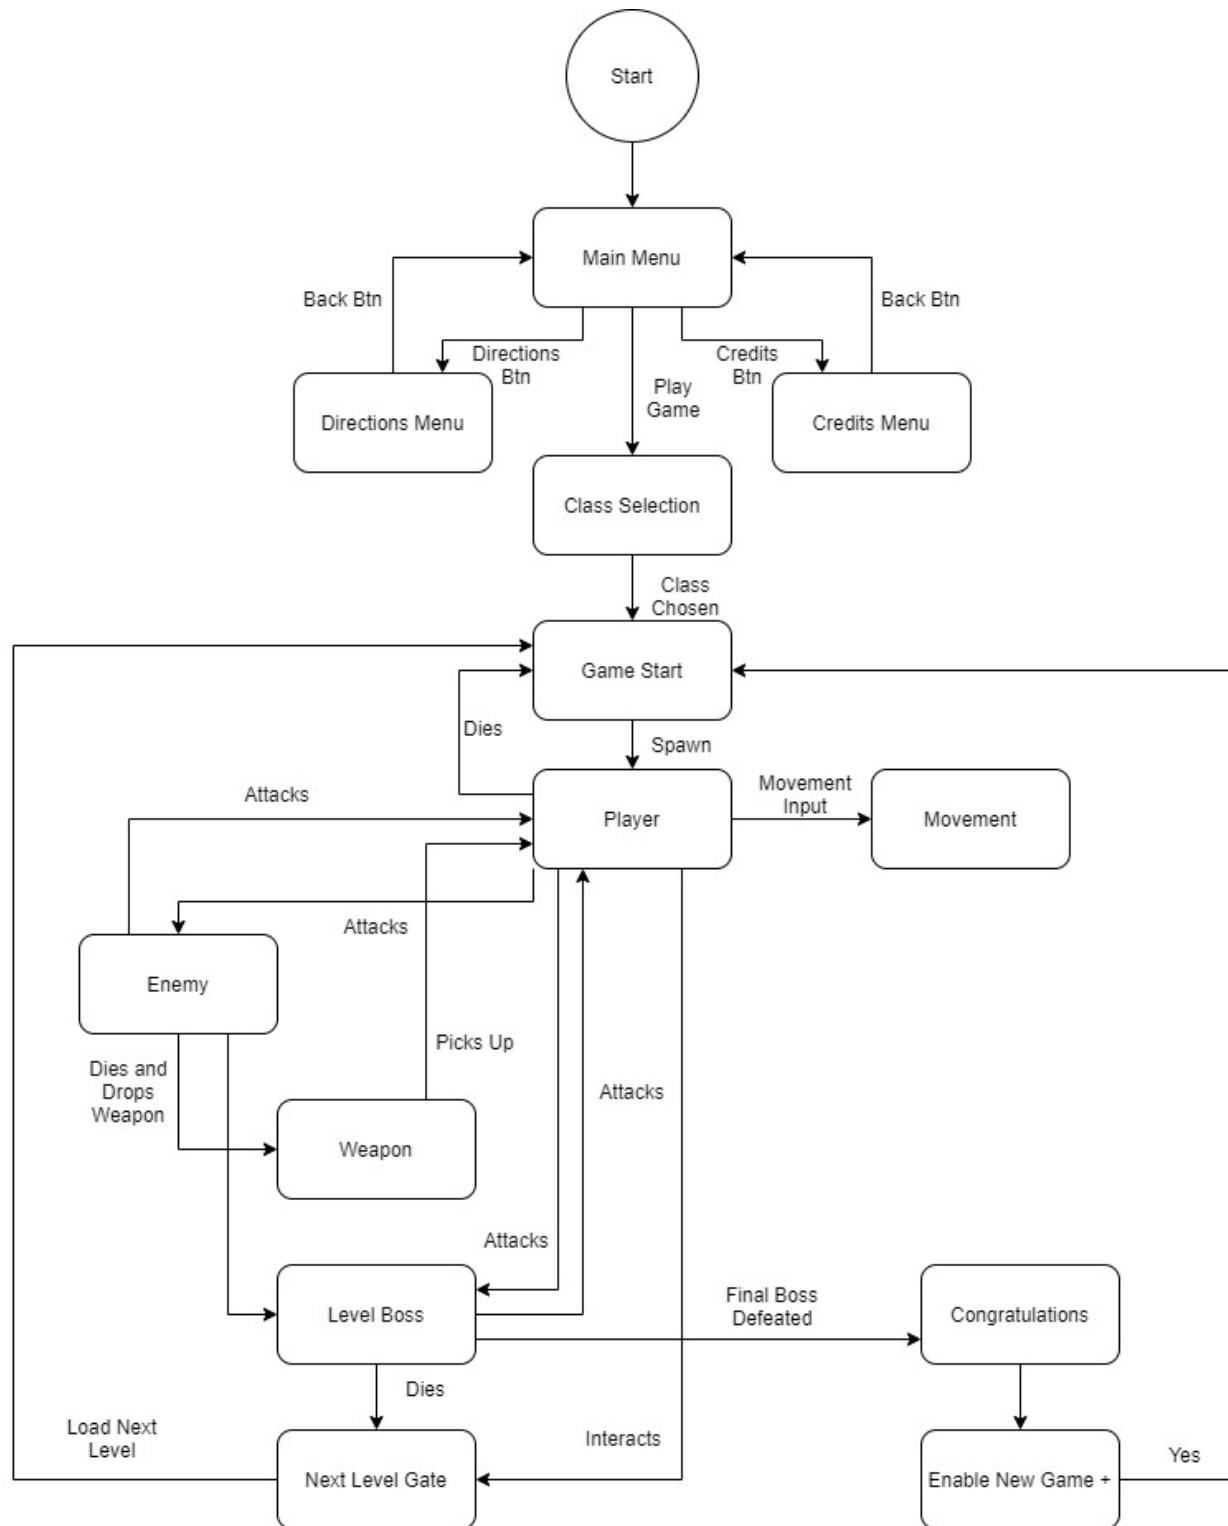 Start
Main Menu
Back Btn
Back Btn
Directions
Btn
Credits
Btn
Play
Game
Directions Menu
Credits Menu
Class Selection
Class
Chosen
Game Start
Dies
Spawn
Attacks
Movement
Input
Player
Movement
Attacks
Enemy
Picks Up
Dies and
Drops
Weapon
Attacks
Weapon
Attacks
Final Boss
Defeated
Level Boss
Congratulations
Dies
Load Next
Level
Interacts
Next Level Gate
Enable New Game +
Yes